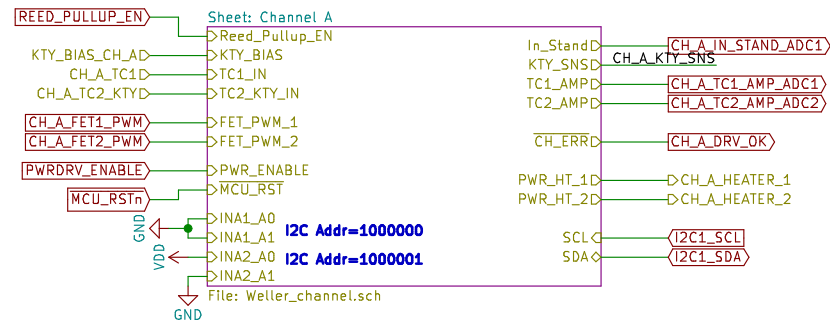 Sheet: Channel A
REED_PULLUP_EN
Reed_Pullup_EN
In_Stand
CH_A_IN_STAND_ADC1
KTY_BIAS_CH_A
KTY_BIAS
KTY_SNS
CH_A_KTY_SNS
CH_A_TC1
TC1_IN
TC1_AMP
CH_A_TC1_AMP_ADC1
CH_A_TC2_KTY
TC2_KTY_IN
TC2_AMP
CH_A_TC2_AMP_ADC2
CH_A_FET1_PWM
FET_PWM_1
CH_A_FET2_PWM
FET_PWM_2
CH_ERR
CH_A_DRV_OK
PWRDRV_ENABLE
PWR_ENABLE
PWR_HT_1
CH_A_HEATER_1
MCU_RSTn
MCU_RST
PWR_HT_2
CH_A_HEATER_2
GND
INA1_A0
I2C Addr=1000000
INA1_A1
SCL
I2C1_SCL
VDD
INA2_A0
I2C Addr=1000001
SDA
I2C1_SDA
INA2_A1
File: Weller_channel.sch
GND